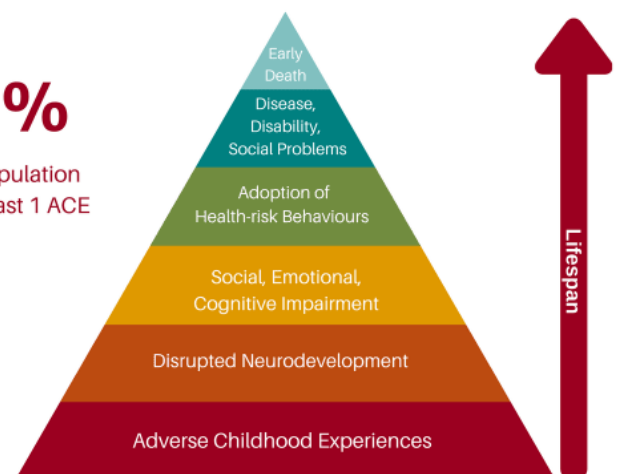 %
pulation
ast 1 ACE
Early
Death
Disease,
Disability,
Social Problems
Adoption of
Health-risk Behaviours
Social, Emotional,
Cognitive Impairment
Disrupted Neurodevelopment
Adverse Childhood Experiences
Lifespan